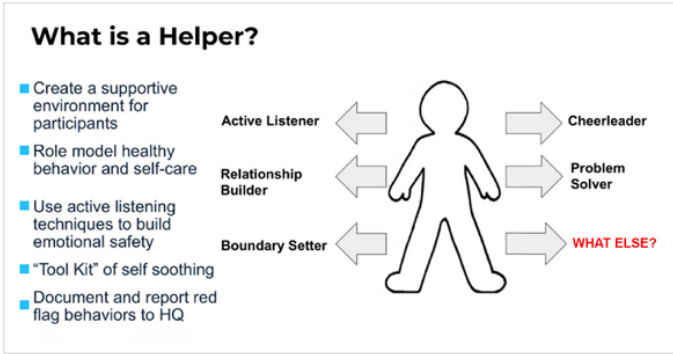 What is a Helper?
Create a supportive
environment for
participants
Role model healthy
behavior and self-care
Use active listening
techniques to build
emotional safety
“Tool Kit” of self soothing
Document and report red
flag behaviors to HQ
Active Listener
Relationship
Builder
Boundary Setter
Cheerleader
Problem
Solver
WHAT ELSE?